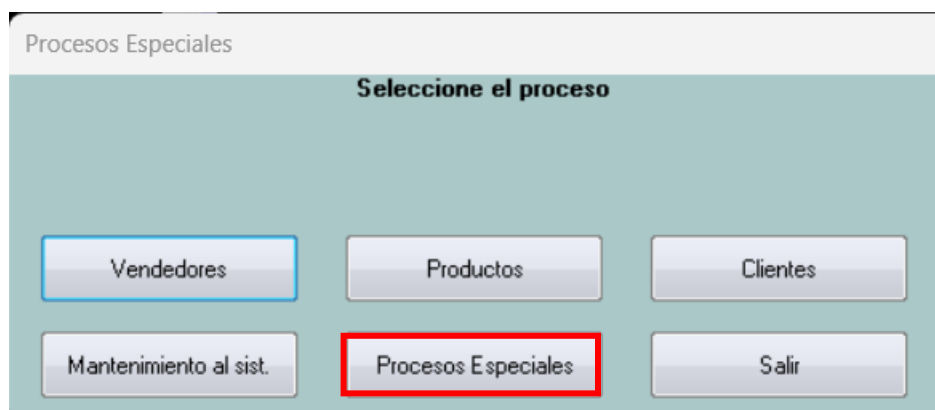 Procesos Especiales
Seleccione el proceso
Vendedores Productos Clientes
Mantenimiento al sist. Procesos Especiales Salir